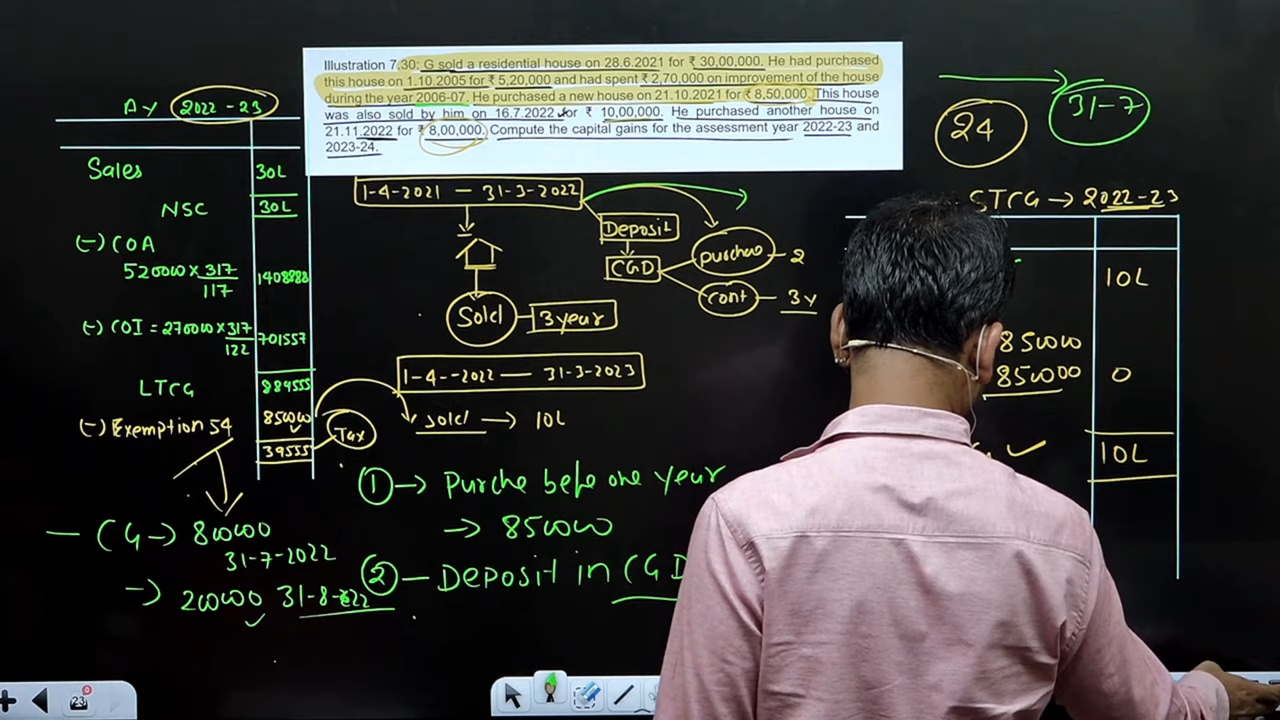 Illustration 7.30: G sold a residential house on 28.6.2021 for ₹ 30,00,000. He had purchased
this house on 1.10.2005 for ₹ 5,20,000 and had spent ₹ 2,70,000 on improvement of the house
during the year 2006-07. He purchased a new house on 21.10.2021 for ₹ 8,50,000. This house
was also sold by him on 16.7.2022 for ₹ 10,00,000. He purchased another house on
21.11.2022 for ₹ 8,00,000. Compute the capital gains for the assessment year 2022-23 and
2023-24.
AY 2022-23
Sales 30L
NSC 30L
(-) COA
520000 × 317/117 1408888
(-) COI = 270000 × 317/122 701557
LTCG 889555
(-) Exemption 54 850000
39555 Tax
CG → 800000
31-7-2022
→ 200000 31-8-2022
1-4-2021 — 31-3-2022
Deposit
CGD
purchao - 2
Cont - 3y
Sold 3 year
1-4--2022 — 31-3-2023
sold → 10L
① → Purche befe one year
→ 850000
② - Deposit in CGD
24
31-7
STCG → 2022-23
10L
850000
850000 0
10L
23